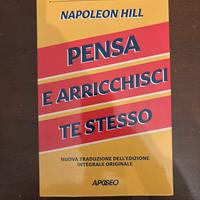 NAPOLEON HILL
PENSA
E ARRICCHISCI
TE STESSO
NUOVA TRADUZIONE DELL'EDIZIONE
INTEGRALE ORIGINALE
APOGEO